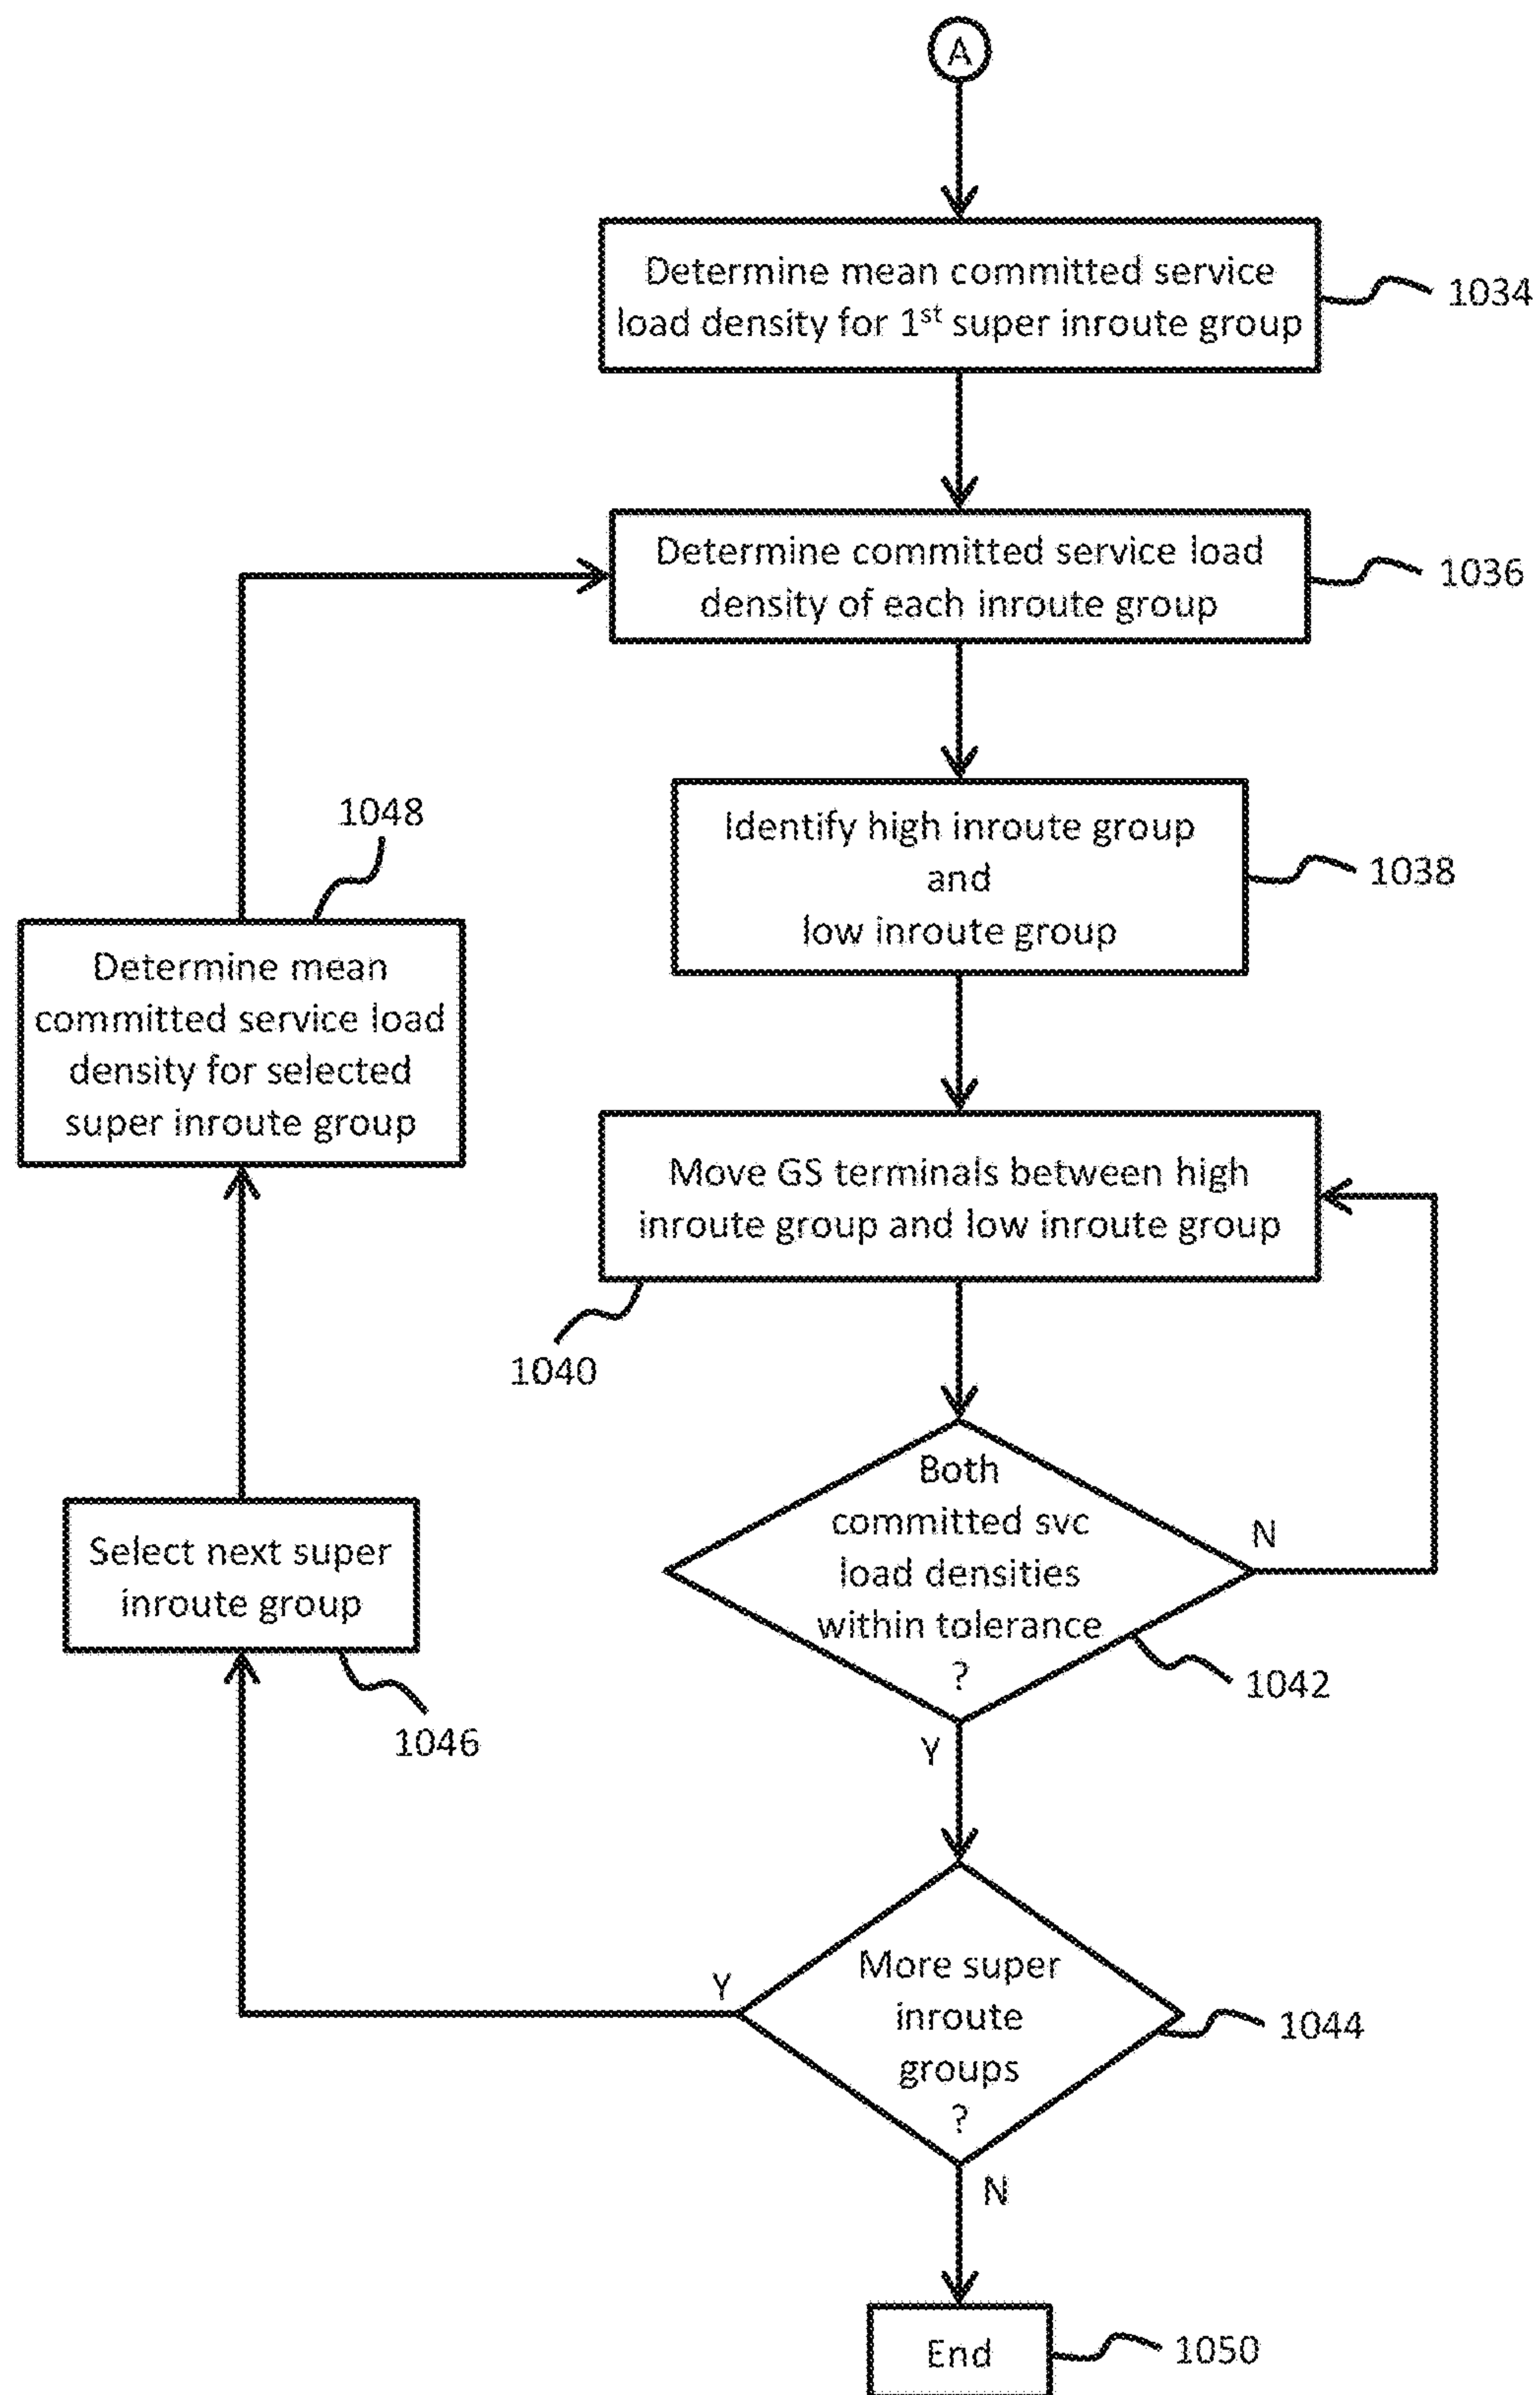 A
Determine mean committed service
load density for 1st super inroute group
1034
Determine committed service load
density of each inroute group
1036
Identify high inroute group
and
low inroute group
1038
1048
Determine mean
committed service load
density for selected
super inroute group
Move GS terminals between high
inroute group and low inroute group
1040
Both
committed svc
load densities
within tolerance
?
N
1042
Y
Select next super
inroute group
1046
More super
inroute
groups
?
Y
1044
N
End
1050